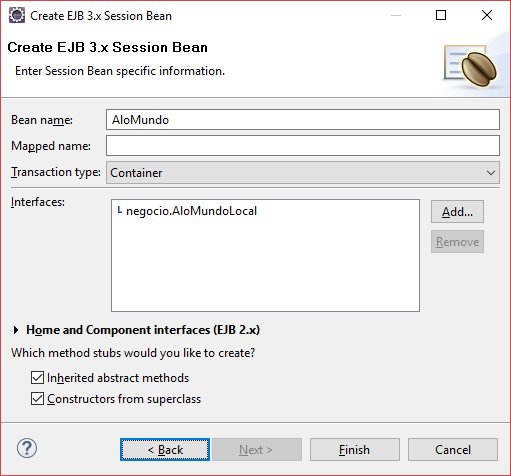 Create EJB 3.x Session Bean
Create EJB 3.x Session Bean
Enter Session Bean specific information.
Bean name: AloMundo
Mapped name:
Transaction type: Container
Interfaces: L negocio.AloMundoLocal
Add...
Remove
Home and Component interfaces (EJB 2.x)
Which method stubs would you like to create?
Inherited abstract methods
Constructors from superclass
? < Back Next > Finish Cancel